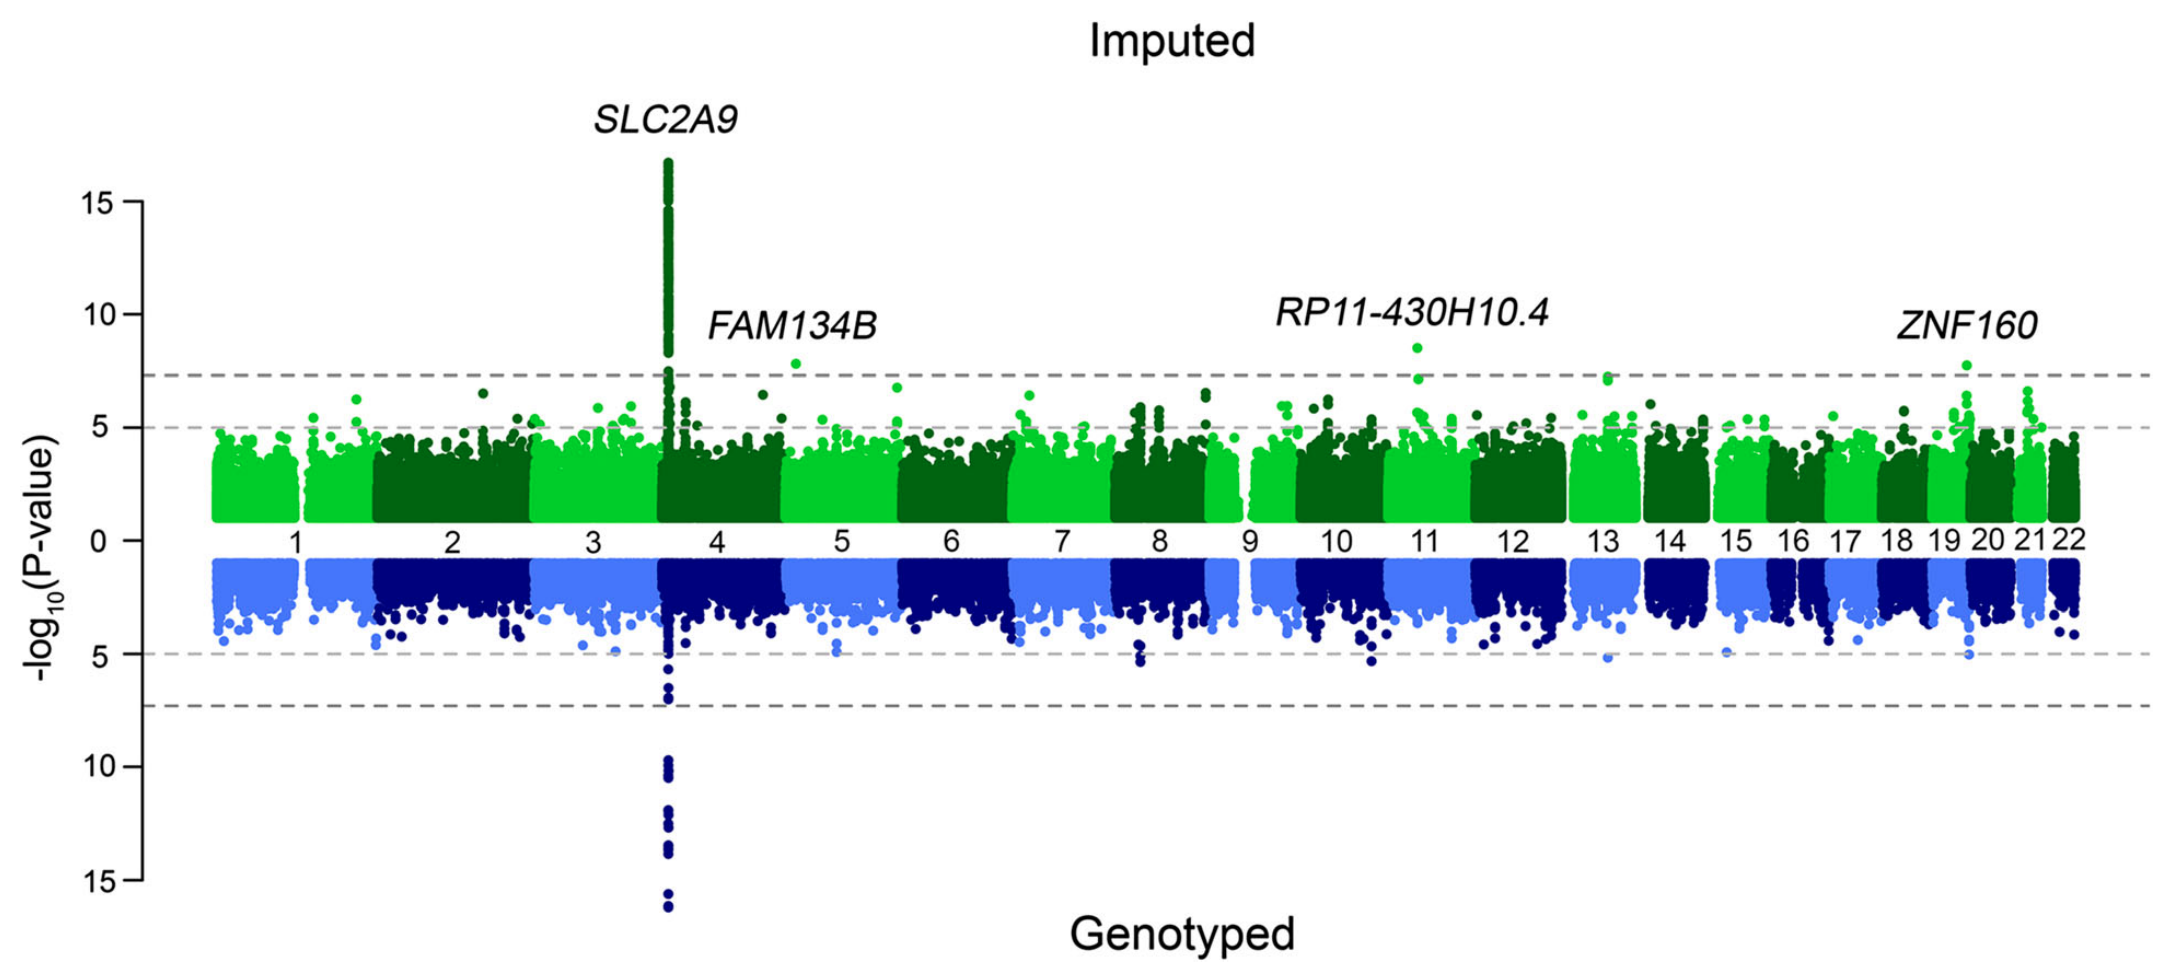 Imputed
SLC2A9
FAM134B
RP11-430H10.4
ZNF160
15
10
5
0
5
10
15
-log10(P-value)
1 2 3 4 5 6 7 8 9 10 11 12 13 14 15 16 17 18 19 20 21 22
Genotyped